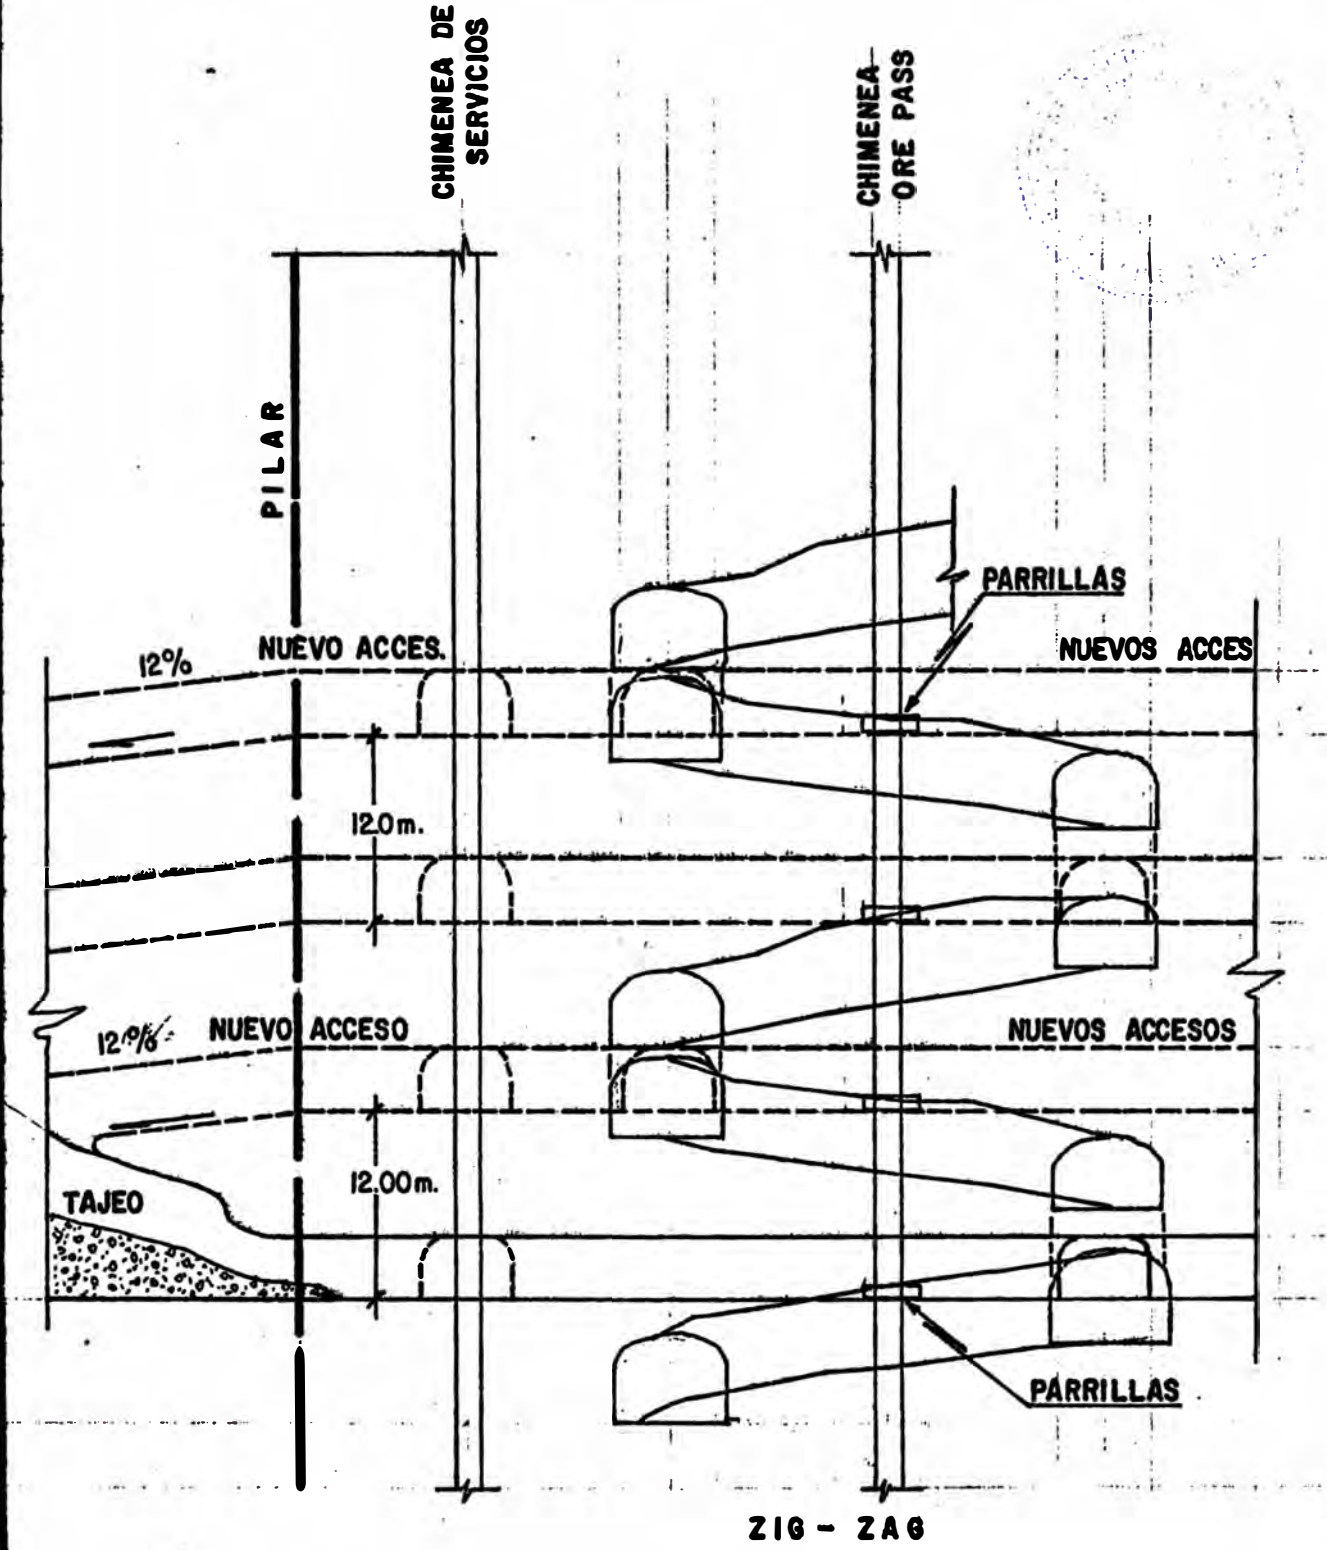 CHIMENEA DE
SERVICIOS
CHIMENEA
ORE PASS
PILAR
PARRILLAS
12%
NUEVO ACCES.
NUEVOS ACCES
12.0m.
12%
NUEVO ACCESO
NUEVOS ACCESOS
12.00m.
TAJEO
PARRILLAS
ZIG - ZAG